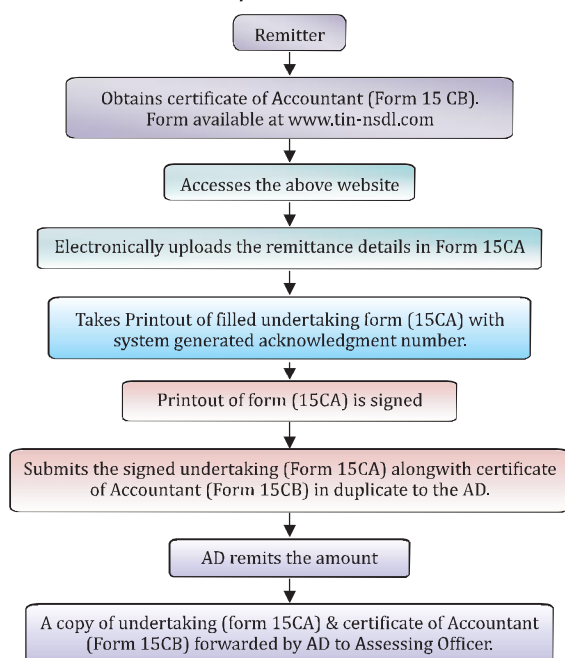 Remitter
Obtains certificate of Accountant (Form 15 CB).
Form available at www.tin-nsdl.com
Accesses the above website
Electronically uploads the remittance details in Form 15CA
Takes Printout of filled undertaking form (15CA) with
system generated acknowledgment number.
Printout of form (15CA) is signed
Submits the signed undertaking (Form 15CA) alongwith certificate
of Accountant (Form 15CB) in duplicate to the AD.
AD remits the amount
A copy of undertaking (form 15CA) & certificate of Accountant
(Form 15CB) forwarded by AD to Assessing Officer.